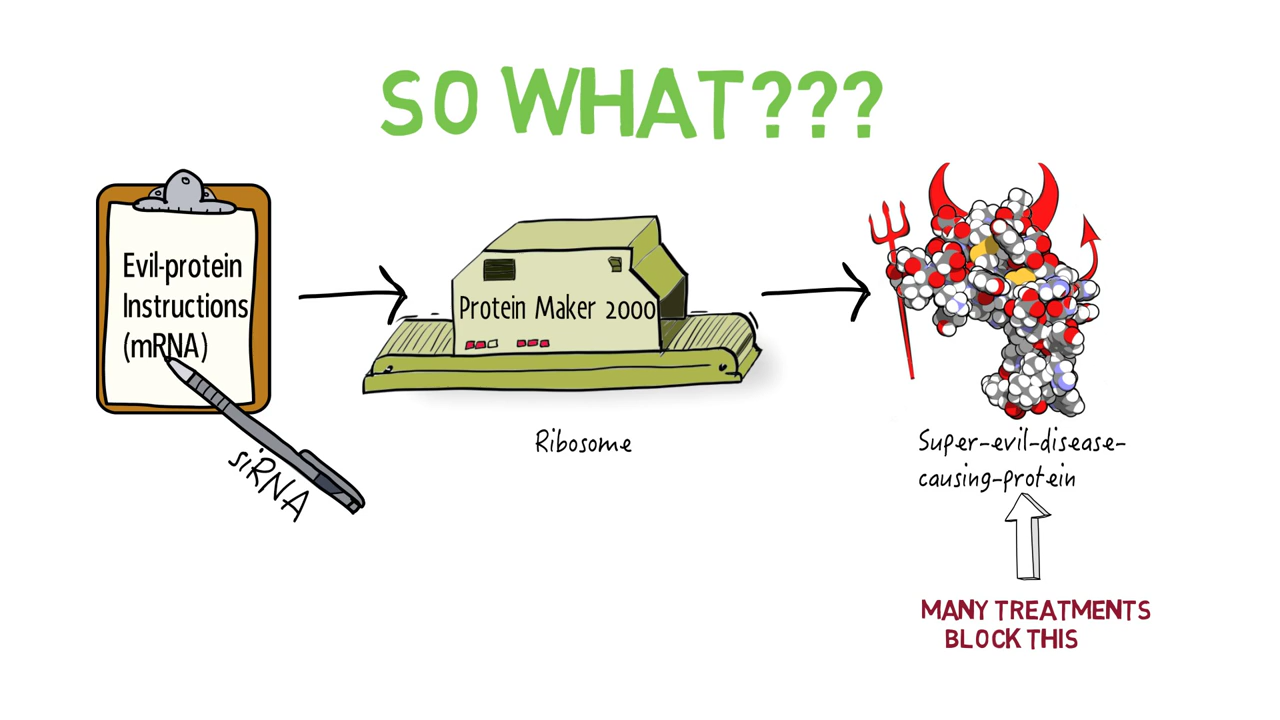 SO WHAT???
Evil-protein
Instructions
(mRNA)
siRNA
Protein Maker 2000
Ribosome
Super-evil-disease-
causing-protein
MANY TREATMENTS
BLOCK THIS